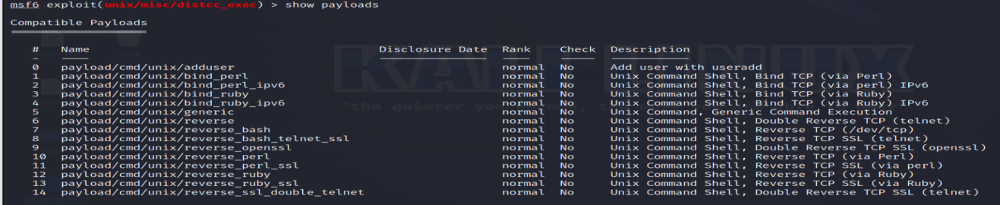 msf6 exploit(unix/misc/distcc_exec) > show payloads
Compatible Payloads
# Name Disclosure Date Rank Check Description
0 payload/cmd/unix/adduser normal No Add user with useradd
1 payload/cmd/unix/bind_perl normal No Unix Command Shell, Bind TCP (via Perl)
2 payload/cmd/unix/bind_perl_ipv6 normal No Unix Command Shell, Bind TCP (via perl) IPv6
3 payload/cmd/unix/bind_ruby normal No Unix Command Shell, Bind TCP (via Ruby)
4 payload/cmd/unix/bind_ruby_ipv6 normal No Unix Command Shell, Bind TCP (via Ruby) IPv6
5 payload/cmd/unix/generic normal No Unix Command, Generic Command Execution
6 payload/cmd/unix/reverse normal No Unix Command Shell, Double Reverse TCP (telnet)
7 payload/cmd/unix/reverse_bash normal No Unix Command Shell, Reverse TCP (/dev/tcp)
8 payload/cmd/unix/reverse_bash_telnet_ssl normal No Unix Command Shell, Reverse TCP SSL (telnet)
9 payload/cmd/unix/reverse_openssl normal No Unix Command Shell, Double Reverse TCP SSL (openssl)
10 payload/cmd/unix/reverse_perl normal No Unix Command Shell, Reverse TCP (via Perl)
11 payload/cmd/unix/reverse_perl_ssl normal No Unix Command Shell, Reverse TCP SSL (via perl)
12 payload/cmd/unix/reverse_ruby normal No Unix Command Shell, Reverse TCP (via Ruby)
13 payload/cmd/unix/reverse_ruby_ssl normal No Unix Command Shell, Reverse TCP SSL (via Ruby)
14 payload/cmd/unix/reverse_ssl_double_telnet normal No Unix Command Shell, Double Reverse TCP SSL (telnet)
KALI LINUX
"the quieter you